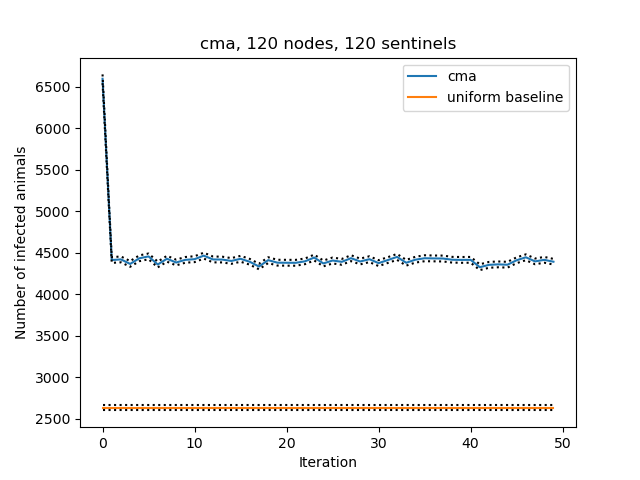 cma, 120 nodes, 120 sentinels
cma
uniform baseline
Number of infected animals
6500
6000
5500
5000
4500
4000
3500
3000
2500
0 10 20 30 40 50
Iteration